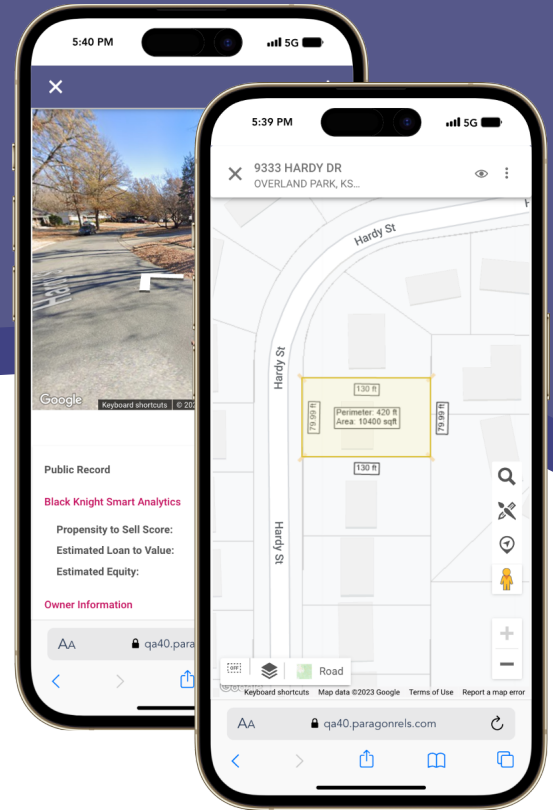 5:40 PM
5G
Hardy
Google
Keyboard shortcuts
© 20
Public Record
Black Knight Smart Analytics
Propensity to Sell Score:
Estimated Loan to Value:
Estimated Equity:
Owner Information
AA
qa40.para
5:39 PM
5G
9333 HARDY DR
OVERLAND PARK, KS...
Hardy St
Hardy St
130 ft
79.99 ft
Perimeter: 420 ft
Area: 10400 sqft
79.99 ft
130 ft
Hardy St
OFF
Road
Keyboard shortcuts Map data ©2023 Google Terms of Use Report a map error
AA
qa40.paragonrels.com